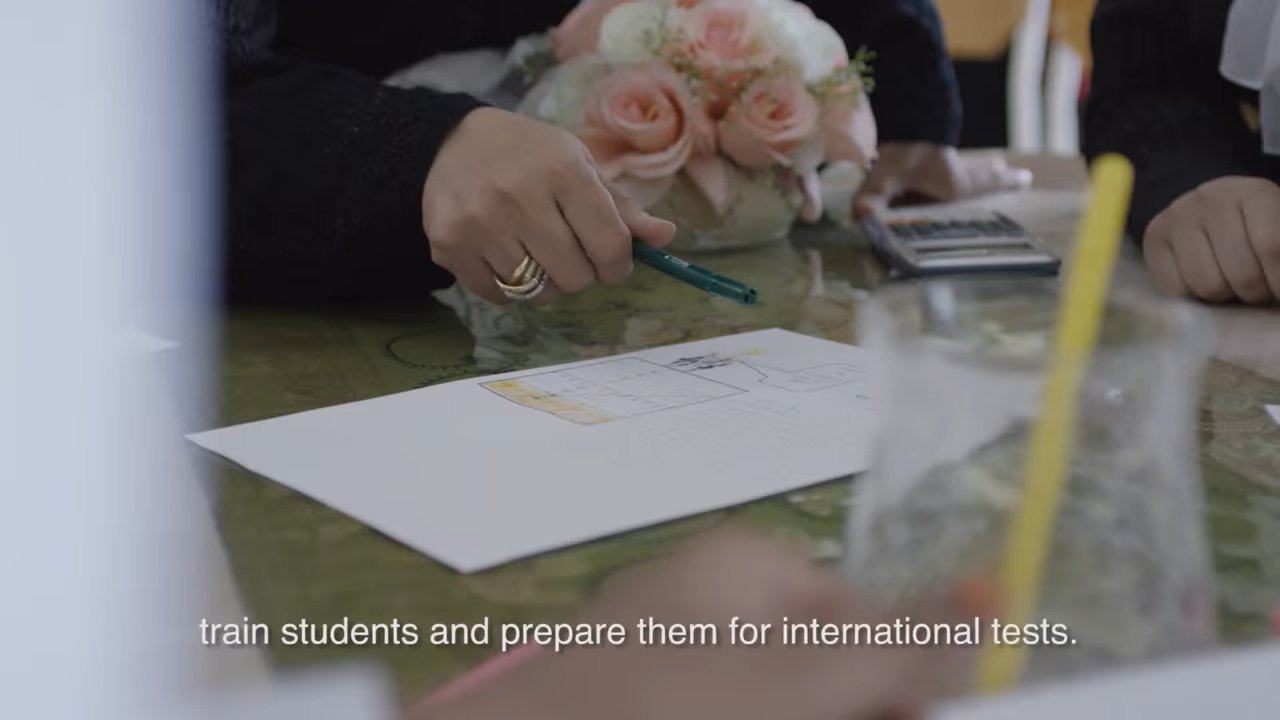 train students and prepare them for international tests.